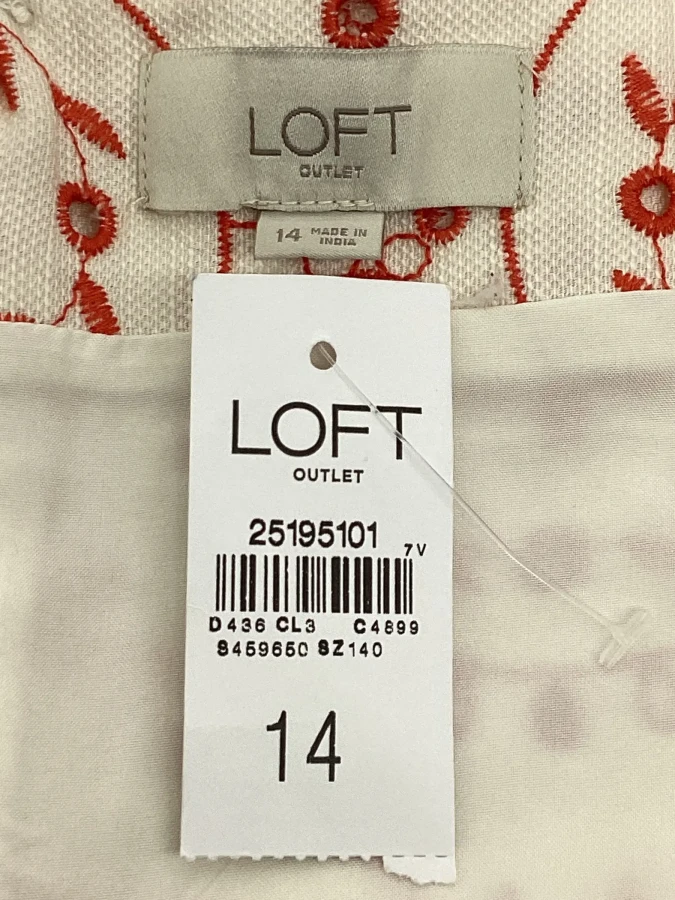 LOFT
OUTLET
14 MADE IN
INDIA
LOFT
OUTLET
25195101
7V
D436 CL3 C4899
S459650 SZ140
14